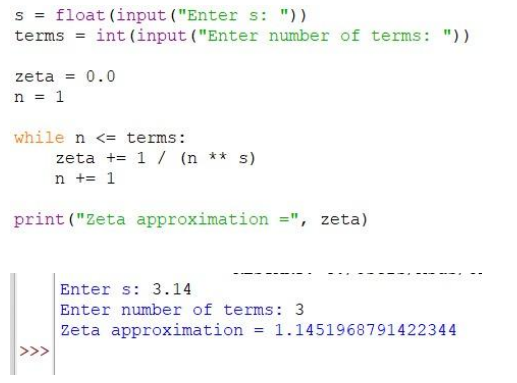 s = float(input("Enter s: "))
terms = int(input("Enter number of terms: "))

zeta = 0.0
n = 1

while n <= terms:
    zeta += 1 / (n ** s)
    n += 1

print("Zeta approximation =", zeta)

Enter s: 3.14
Enter number of terms: 3
Zeta approximation = 1.1451968791422344
>>>